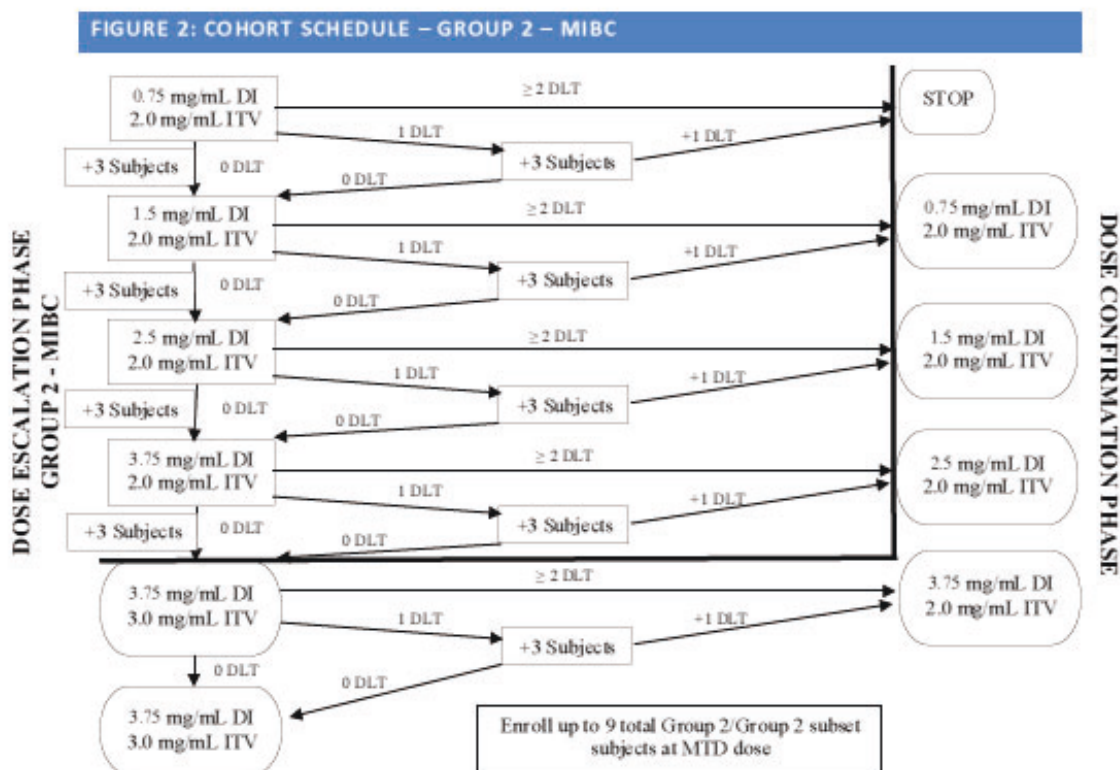 FIGURE 2: COHORT SCHEDULE – GROUP 2 – MIBC
DOSE ESCALATION PHASE
GROUP 2 - MIBC
0.75 mg/mL DI
2.0 mg/mL ITV
≥ 2 DLT
STOP
1 DLT
+3 Subjects
+1 DLT
+3 Subjects
0 DLT
0 DLT
1.5 mg/mL DI
2.0 mg/mL ITV
≥2 DLT
0.75 mg/mL DI
2.0 mg/mL ITV
1 DLT
+3 Subjects
+1 DLT
+3 Subjects
0 DLT
0 DLT
2.5 mg/mL DI
2.0 mg/mL ITV
≥2 DLT
1.5 mg/mL DI
2.0 mg/mL ITV
1 DLT
+3 Subjects
+1 DLT
+3 Subjects
0 DLT
0 DLT
3.75 mg/mL DI
2.0 mg/mL ITV
≥2 DLT
2.5 mg/mL DI
2.0 mg/mL ITV
1 DLT
+3 Subjects
+1 DLT
+3 Subjects
0 DLT
0 DLT
3.75 mg/mL DI
3.0 mg/mL ITV
≥2 DLT
3.75 mg/mL DI
2.0 mg/mL ITV
1 DLT
+3 Subjects
+1 DLT
0 DLT
0 DLT
3.75 mg/mL DI
3.0 mg/mL ITV
Enroll up to 9 total Group 2/Group 2 subset
subjects at MTD dose
DOSE CONFIRMATION PHASE